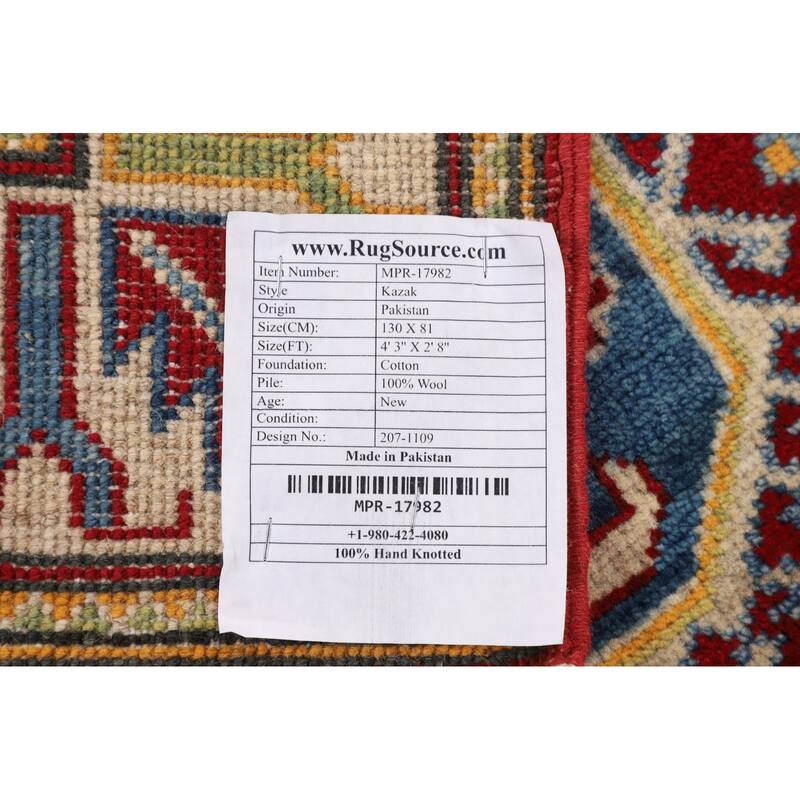 www.RugSource.com
Item Number: MPR-17982
Style Kazak
Origin Pakistan
Size(CM): 130 X 81
Size(FT): 4' 3" X 2' 8"
Foundation: Cotton
Pile: 100% Wool
Age: New
Condition:
Design No.: 207-1109
Made in Pakistan
MPR-17982
+1-980-422-4080
100% Hand Knotted